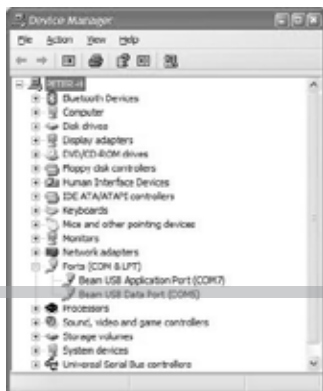 Device Manager
File Action View Help
PETER-H
Bluetooth Devices
Computer
Disk drives
Display adapters
DVD/CD-ROM drives
Floppy disk controllers
Human Interface Devices
IDE ATA/ATAPI controllers
Keyboards
Mice and other pointing devices
Monitors
Network adapters
Ports (COM & LPT)
Beam USB Application Port (COM7)
Beam USB Data Port (COM5)
Processors
Sound, video and game controllers
Storage volumes
System devices
Universal Serial Bus controllers